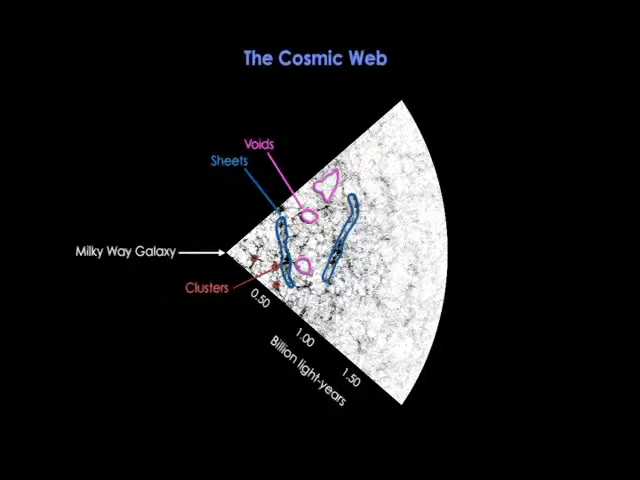 The Cosmic Web
Voids
Sheets
Milky Way Galaxy
Clusters
0.50
1.00
1.50
Billion light-years